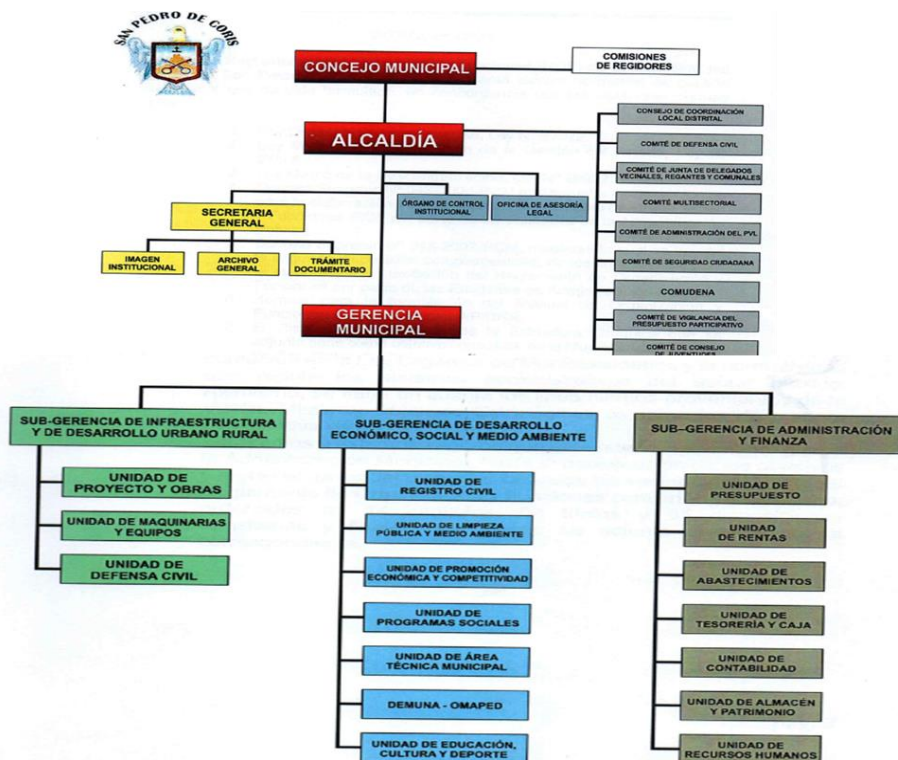 SAN PEDRO DE CORIS
CONCEJO MUNICIPAL
COMISIONES
DE REGIDORES
ALCALDÍA
CONSEJO DE COORDINACIÓN
LOCAL DISTRITAL
COMITÉ DE DEFENSA CIVIL
COMITÉ DE JUNTA DE DELEGADOS
VECINALES, REGANTES Y COMUNALES
COMITÉ MULTISECTORIAL
COMITÉ DE ADMINISTRACIÓN DEL PVL
COMITÉ DE SEGURIDAD CIUDADANA
COMUDENA
COMITÉ DE VIGILANCIA DEL
PRESUPUESTO PARTICIPATIVO
COMITÉ DE CONSEJO
DE JUVENTUDES
ÓRGANO DE CONTROL
INSTITUCIONAL
OFICINA DE ASESORÍA
LEGAL
SECRETARIA
GENERAL
IMAGEN
INSTITUCIONAL
ARCHIVO
GENERAL
TRÁMITE
DOCUMENTARIO
GERENCIA
MUNICIPAL
SUB-GERENCIA DE INFRAESTRUCTURA
Y DE DESARROLLO URBANO RURAL
UNIDAD DE
PROYECTO Y OBRAS
UNIDAD DE MAQUINARIAS
Y EQUIPOS
UNIDAD DE
DEFENSA CIVIL
SUB-GERENCIA DE DESARROLLO
ECONÓMICO, SOCIAL Y MEDIO AMBIENTE
UNIDAD DE
REGISTRO CIVIL
UNIDAD DE LIMPIEZA
PÚBLICA Y MEDIO AMBIENTE
UNIDAD DE PROMOCIÓN
ECONÓMICA Y COMPETITIVIDAD
UNIDAD DE
PROGRAMAS SOCIALES
UNIDAD DE ÁREA
TÉCNICA MUNICIPAL
DEMUNA - OMAPED
UNIDAD DE EDUCACIÓN,
CULTURA Y DEPORTE
SUB–GERENCIA DE ADMINISTRACIÓN
Y FINANZA
UNIDAD DE
PRESUPUESTO
UNIDAD
DE RENTAS
UNIDAD DE
ABASTECIMIENTOS
UNIDAD DE
TESORERÍA Y CAJA
UNIDAD DE
CONTABILIDAD
UNIDAD DE ALMACÉN
Y PATRIMONIO
UNIDAD DE
RECURSOS HUMANOS